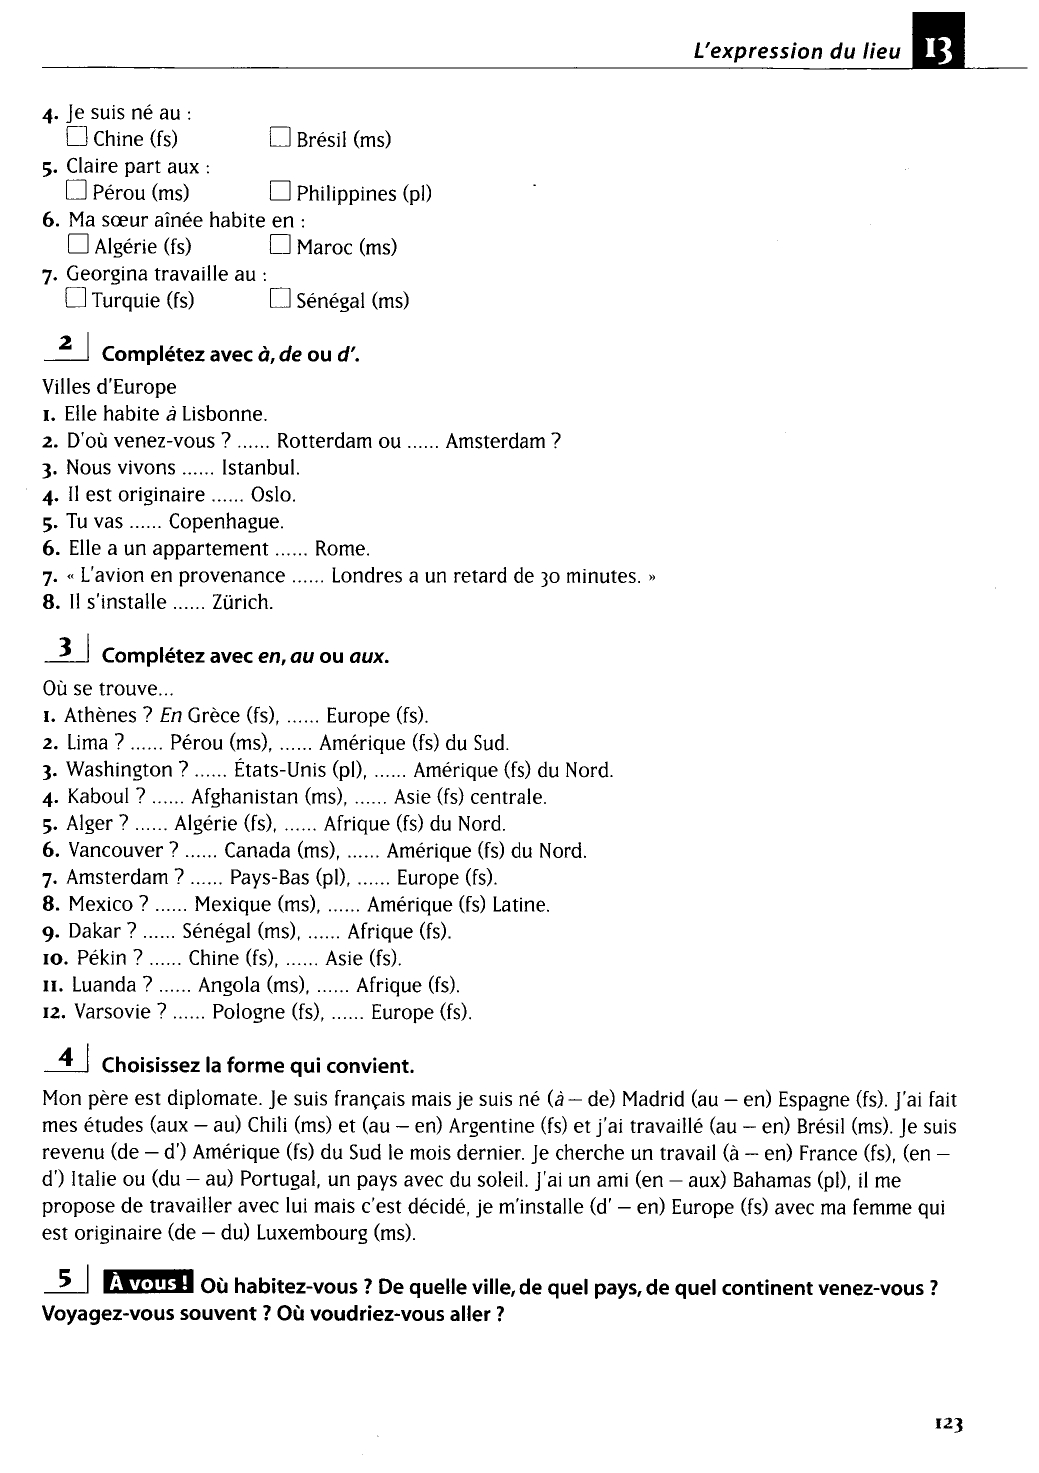 L'expression du lieu 13
4. Je suis né au :
☐ Chine (fs) ☐ Brésil (ms)
5. Claire part aux :
☐ Pérou (ms) ☐ Philippines (pl)
6. Ma sœur aînée habite en :
☐ Algérie (fs) ☐ Maroc (ms)
7. Georgina travaille au :
☐ Turquie (fs) ☐ Sénégal (ms)
2 Complétez avec à, de ou d'.
Villes d'Europe
1. Elle habite à Lisbonne.
2. D'où venez-vous ? ...... Rotterdam ou ...... Amsterdam ?
3. Nous vivons ...... Istanbul.
4. Il est originaire ...... Oslo.
5. Tu vas ...... Copenhague.
6. Elle a un appartement ...... Rome.
7. « L'avion en provenance ...... Londres a un retard de 30 minutes. »
8. Il s'installe ...... Zürich.
3 Complétez avec en, au ou aux.
Où se trouve...
1. Athènes ? En Grèce (fs), ...... Europe (fs).
2. Lima ? ...... Pérou (ms), ...... Amérique (fs) du Sud.
3. Washington ? ...... États-Unis (pl), ...... Amérique (fs) du Nord.
4. Kaboul ? ...... Afghanistan (ms), ...... Asie (fs) centrale.
5. Alger ? ...... Algérie (fs), ...... Afrique (fs) du Nord.
6. Vancouver ? ...... Canada (ms), ...... Amérique (fs) du Nord.
7. Amsterdam ? ...... Pays-Bas (pl), ...... Europe (fs).
8. Mexico ? ...... Mexique (ms), ...... Amérique (fs) Latine.
9. Dakar ? ...... Sénégal (ms), ...... Afrique (fs).
10. Pékin ? ...... Chine (fs), ...... Asie (fs).
11. Luanda ? ...... Angola (ms), ...... Afrique (fs).
12. Varsovie ? ...... Pologne (fs), ...... Europe (fs).
4 Choisissez la forme qui convient.
Mon père est diplomate. Je suis français mais je suis né (à – de) Madrid (au – en) Espagne (fs). J'ai fait
mes études (aux – au) Chili (ms) et (au – en) Argentine (fs) et j'ai travaillé (au – en) Brésil (ms). Je suis
revenu (de – d') Amérique (fs) du Sud le mois dernier. Je cherche un travail (à – en) France (fs), (en –
d') Italie ou (du – au) Portugal, un pays avec du soleil. J'ai un ami (en – aux) Bahamas (pl), il me
propose de travailler avec lui mais c'est décidé, je m'installe (d' – en) Europe (fs) avec ma femme qui
est originaire (de – du) Luxembourg (ms).
5 À vous ! Où habitez-vous ? De quelle ville, de quel pays, de quel continent venez-vous ?
Voyagez-vous souvent ? Où voudriez-vous aller ?
123